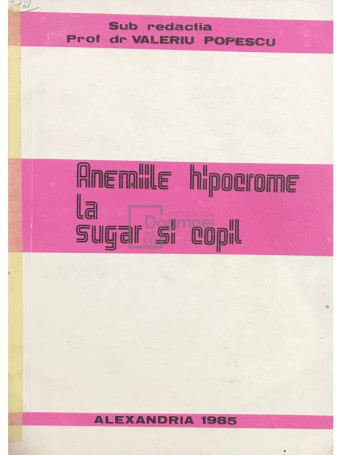 Sub redactia
Prof dr VALERIU POPESCU
Anemiile hipocrome
la
sugar si copil
ALEXANDRIA 1985